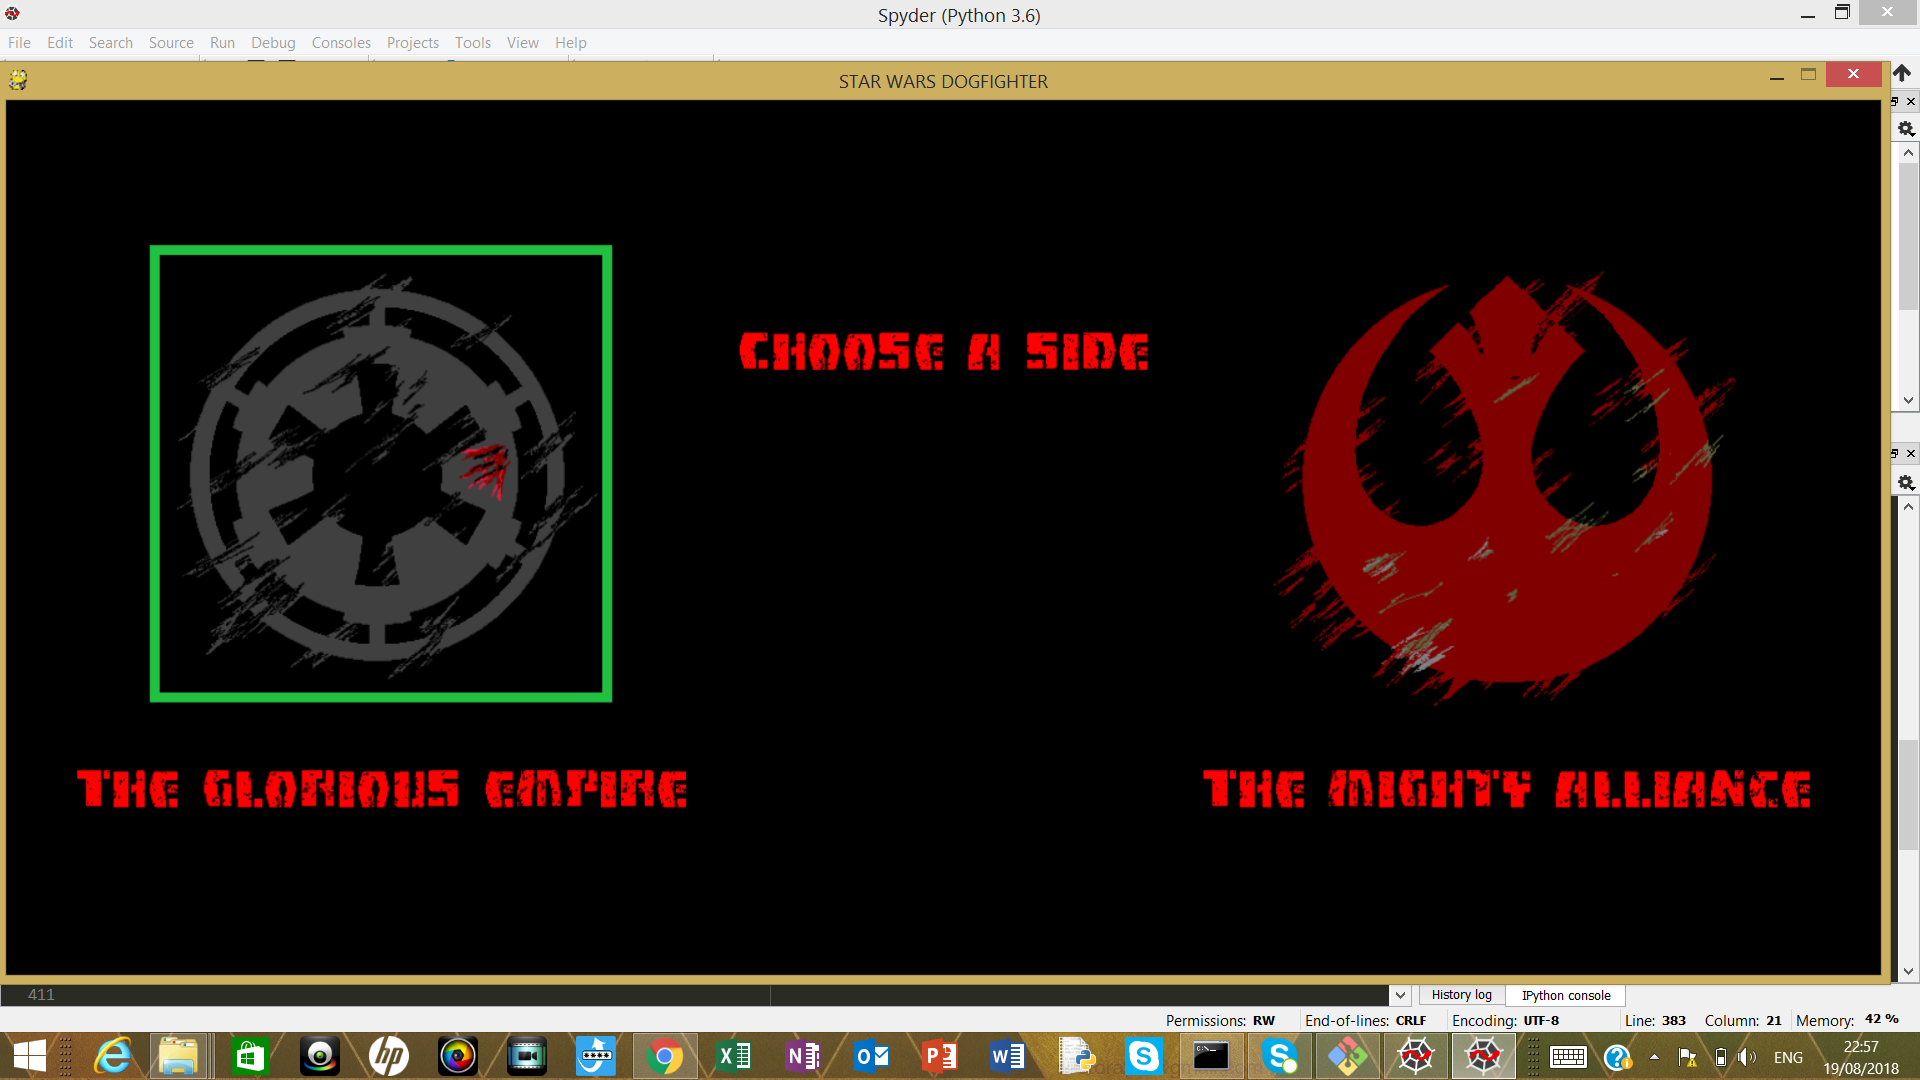 Spyder (Python 3.6)
File Edit Search Source Run Debug Consoles Projects Tools View Help
STAR WARS DOGFIGHTER
CHOOSE A SIDE
THE GLORIOUS EMPIRE
THE MIGHTY ALLIANCE
411
History log IPython console
Permissions: RW End-of-lines: CRLF Encoding: UTF-8 Line: 383 Column: 21 Memory: 42 %
ENG
22:57
19/08/2018